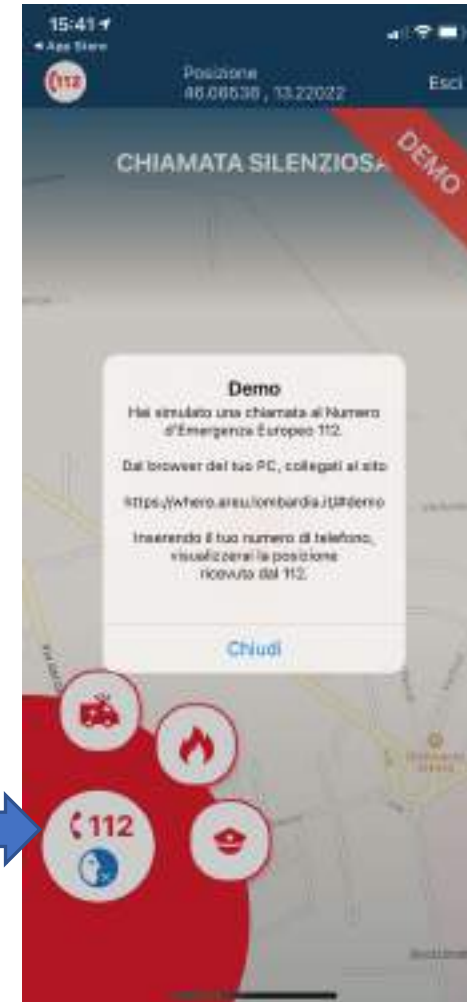 15:41
App Store
112
Posizione
46.06636 , 13.22022
Esci
DEMO
CHIAMATA SILENZIOSA
Demo
Hai simulato una chiamata al Numero
d'Emergenza Europeo 112.
Dal browser del tuo PC, collegati al sito
https://where.areu.lombardia.it/#demo
Inserendo il tuo numero di telefono,
visualizzerai la posizione
ricevuta dal 112.
Chiudi
112